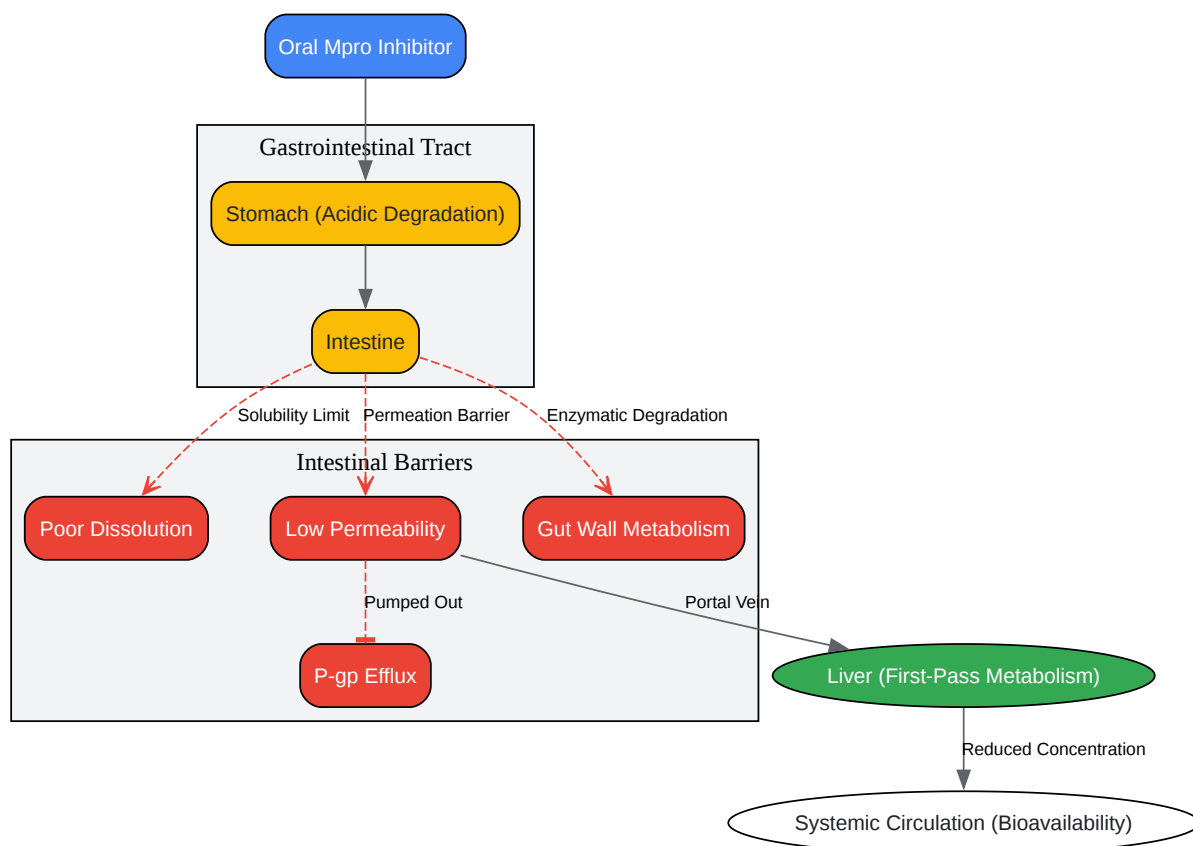 Oral Mpro Inhibitor
Gastrointestinal Tract
Stomach (Acidic Degradation)
Intestine
Solubility Limit
Permeation Barrier
Enzymatic Degradation
Intestinal Barriers
Poor Dissolution
Low Permeability
Gut Wall Metabolism
Pumped Out
Portal Vein
P-gp Efflux
Liver (First-Pass Metabolism)
Reduced Concentration
Systemic Circulation (Bioavailability)